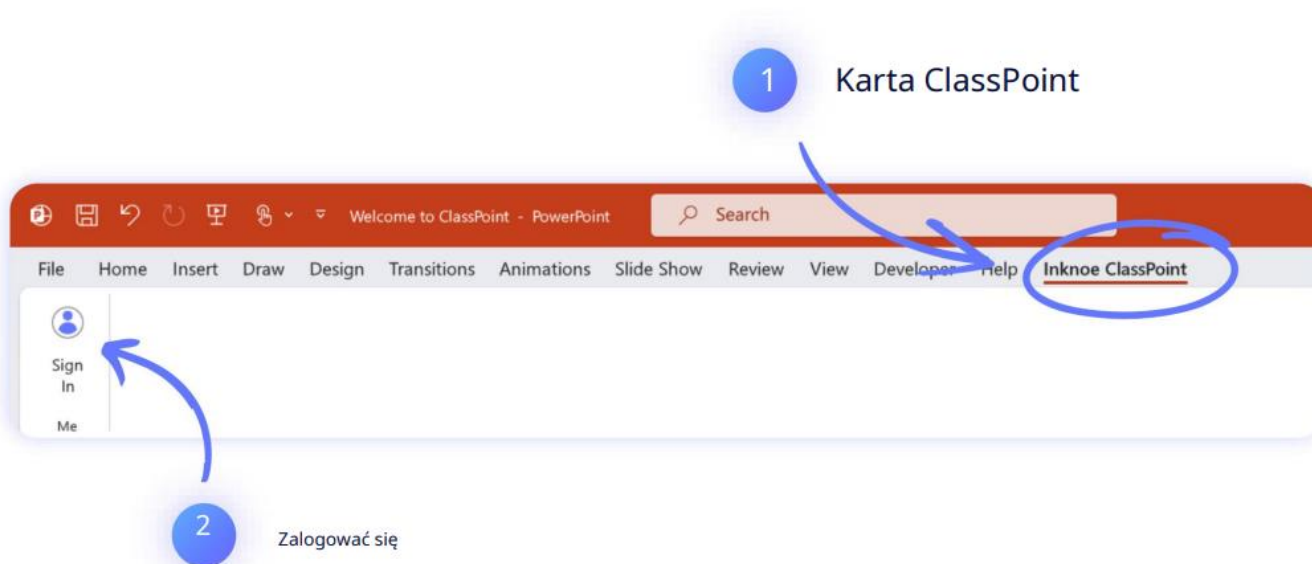 1
Karta ClassPoint
Welcome to ClassPoint - PowerPoint
Search
File Home Insert Draw Design Transitions Animations Slide Show Review View Developer Help Inknoe ClassPoint
Sign
In
Me
2
Zalogować się